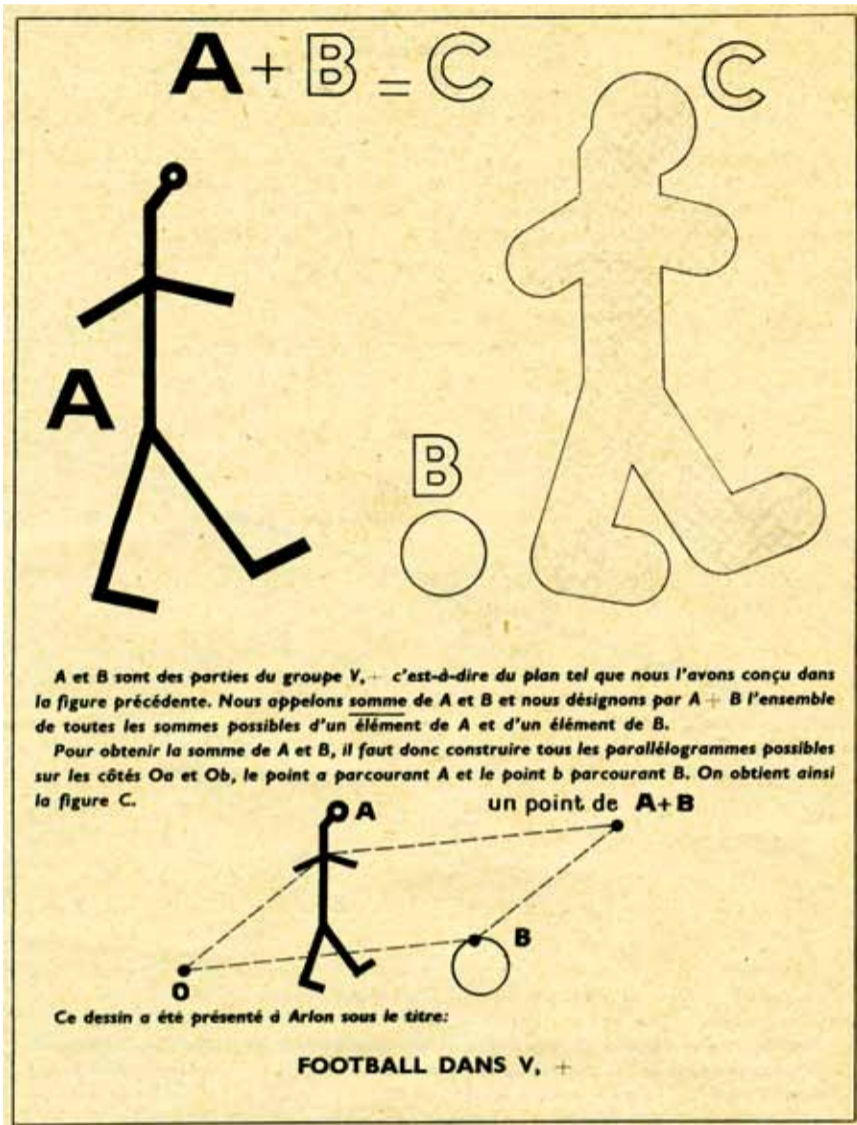 A + B = C
C
A
B
A et B sont des parties du groupe V, + c'est-à-dire du plan tel que nous l'avons conçu dans
la figure précédente. Nous appelons somme de A et B et nous désignons par A + B l'ensemble
de toutes les sommes possibles d'un élément de A et d'un élément de B.
Pour obtenir la somme de A et B, il faut donc construire tous les parallélogrammes possibles
sur les côtés Oa et Ob, le point a parcourant A et le point b parcourant B. On obtient ainsi
la figure C.
A
un point de A+B
B
O
Ce dessin a été présenté à Arlon sous le titre:
FOOTBALL DANS V, +